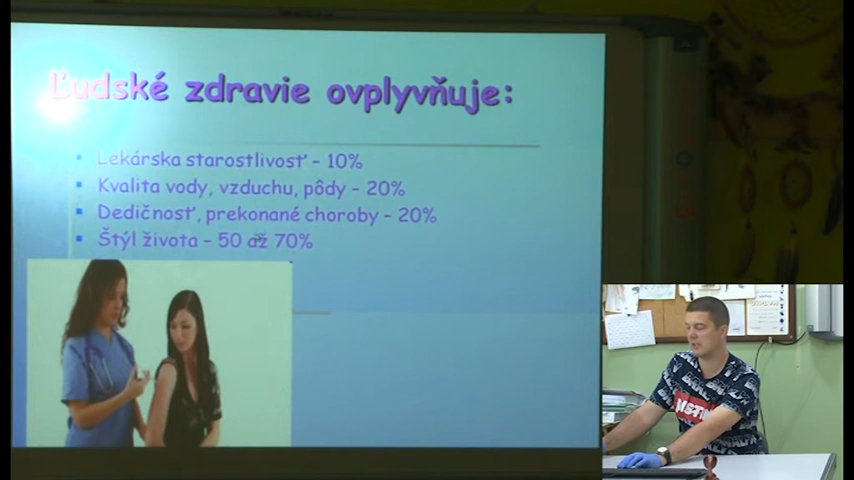 Ľudské zdravie ovplyvňuje:
Lekárska starostlivosť – 10%
Kvalita vody, vzduchu, pôdy – 20%
Dedičnosť, prekonané choroby – 20%
Štýl života – 50 až 70%